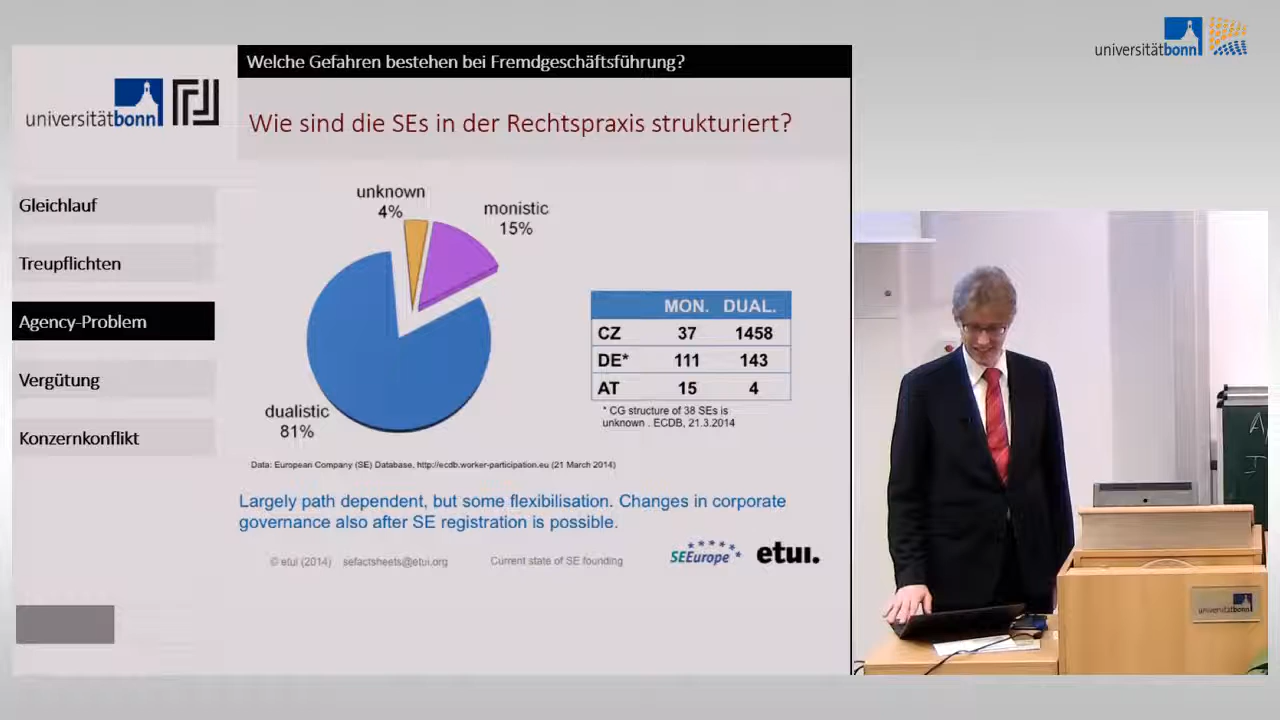 universitätbonn
Welche Gefahren bestehen bei Fremdgeschäftsführung?
universitätbonn
Wie sind die SEs in der Rechtspraxis strukturiert?
Gleichlauf
Treupflichten
Agency-Problem
Vergütung
Konzernkonflikt
unknown
4%
monistic
15%
dualistic
81%
MON. DUAL.
CZ 37 1458
DE* 111 143
AT 15 4
* CG structure of 38 SEs is
unknown . ECDB, 21.3.2014
Data: European Company (SE) Database, http://ecdb.worker-participation.eu (21 March 2014)
Largely path dependent, but some flexibilisation. Changes in corporate
governance also after SE registration is possible.
© etui (2014) sefactsheets@etui.org Current state of SE founding
SEEurope etui.
universitätbonn